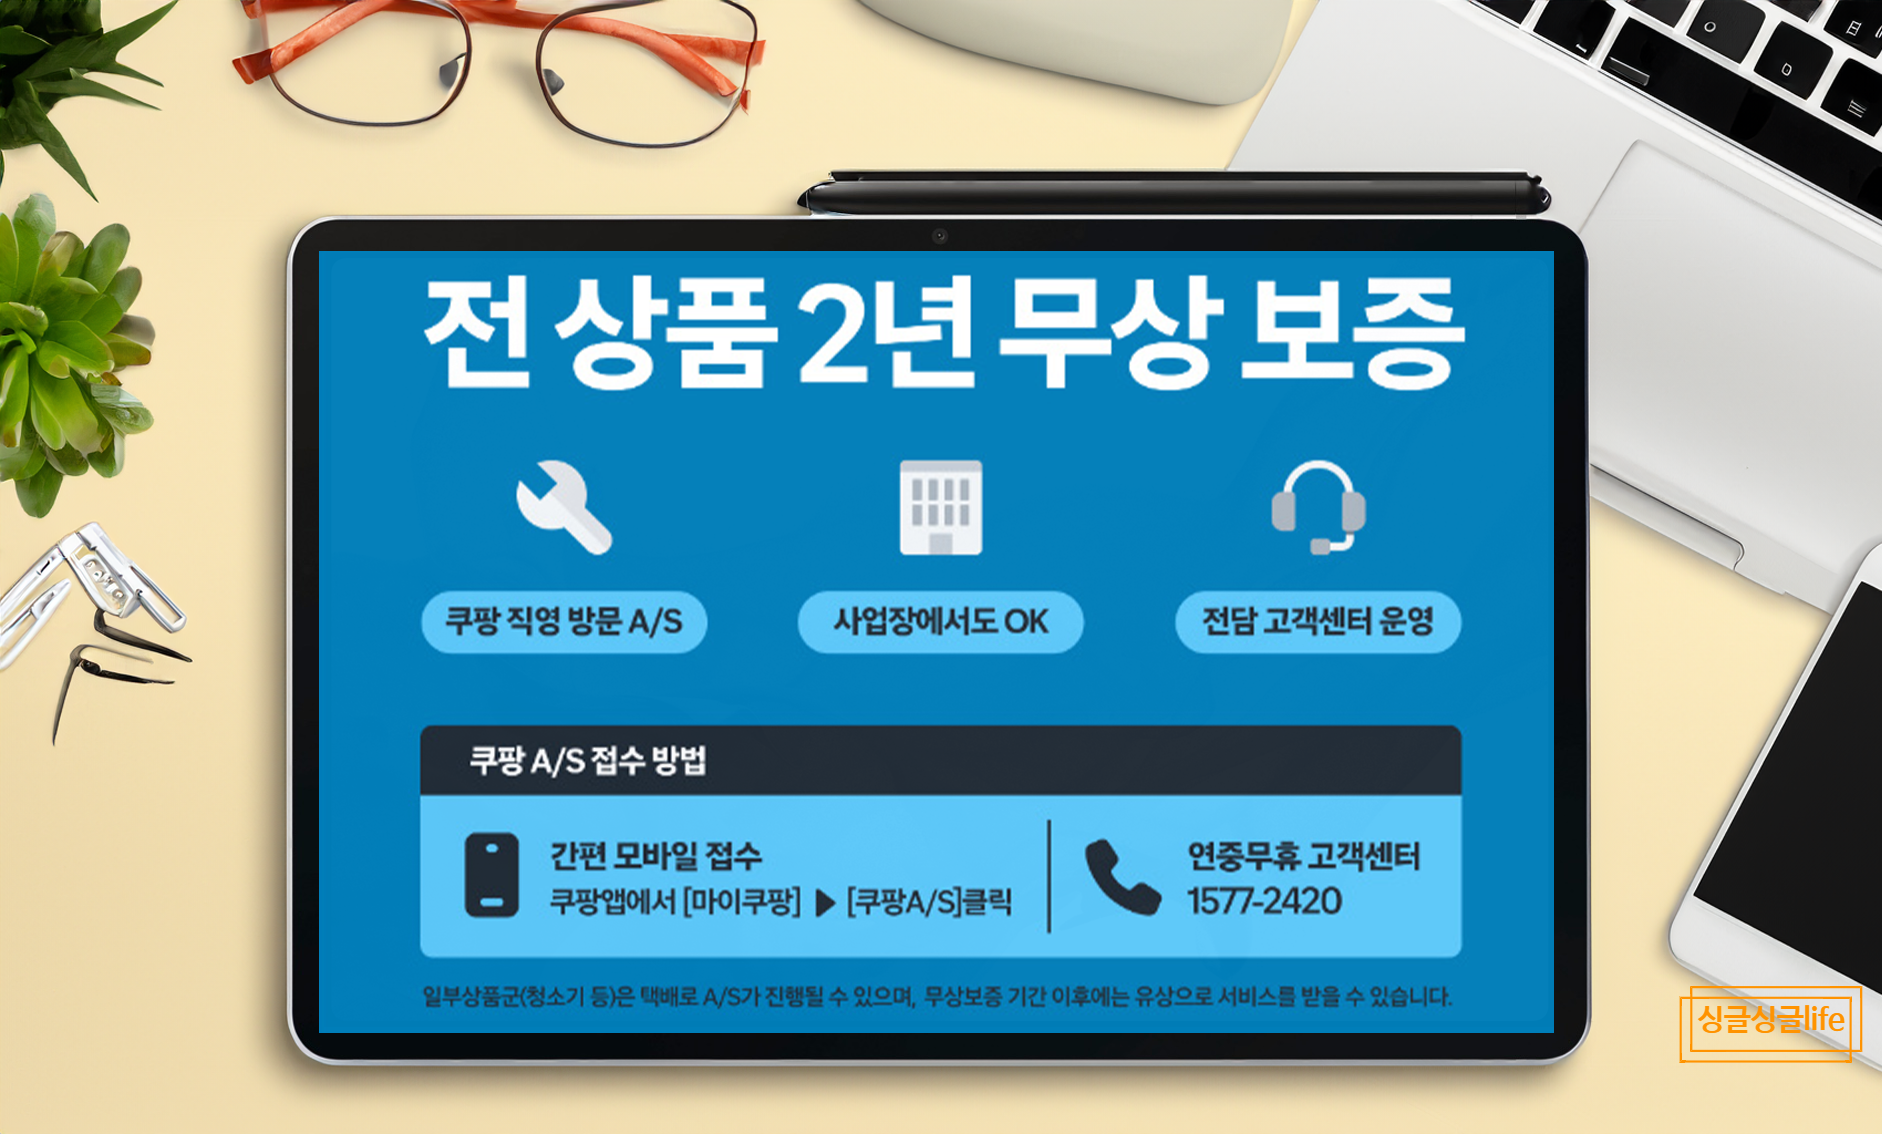 전 상품 2년 무상 보증
쿠팡 직영 방문 A/S
사업장에서도 OK
전담 고객센터 운영
쿠팡 A/S 접수 방법
간편 모바일 접수
쿠팡앱에서 [마이쿠팡] ▶ [쿠팡A/S]클릭
연중무휴 고객센터
1577-2420
일부상품군(청소기 등)은 택배로 A/S가 진행될 수 있으며, 무상보증 기간 이후에는 유상으로 서비스를 받을 수 있습니다.
싱글싱글life